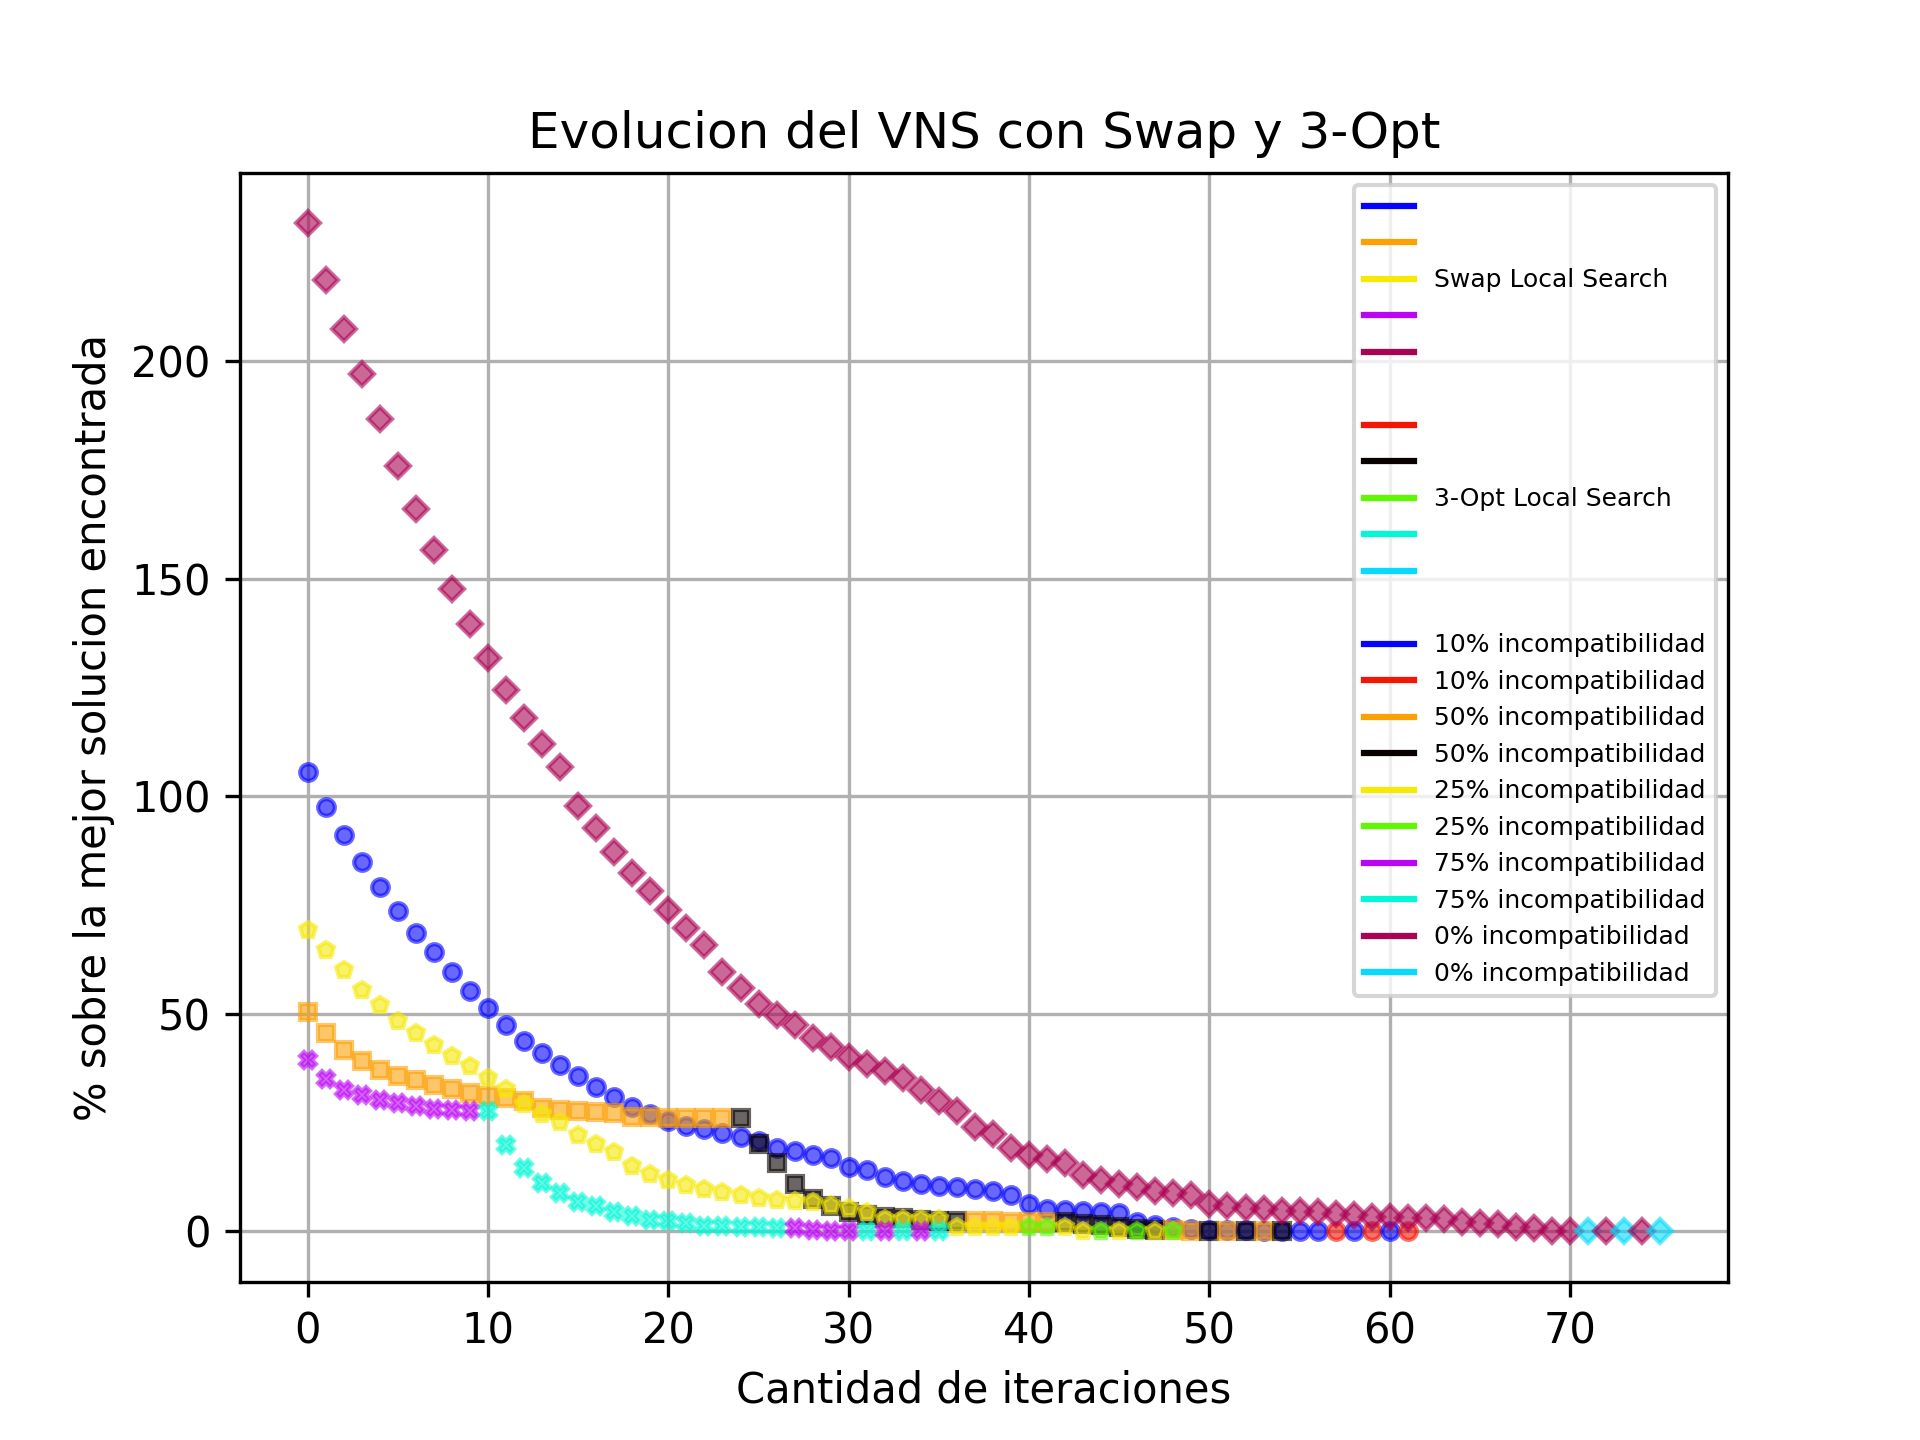 Evolucion del VNS con Swap y 3-Opt
% sobre la mejor solucion encontrada
200
150
100
50
0
Swap Local Search
3-Opt Local Search
10% incompatibilidad
10% incompatibilidad
50% incompatibilidad
50% incompatibilidad
25% incompatibilidad
25% incompatibilidad
75% incompatibilidad
75% incompatibilidad
0% incompatibilidad
0% incompatibilidad
0 10 20 30 40 50 60 70
Cantidad de iteraciones